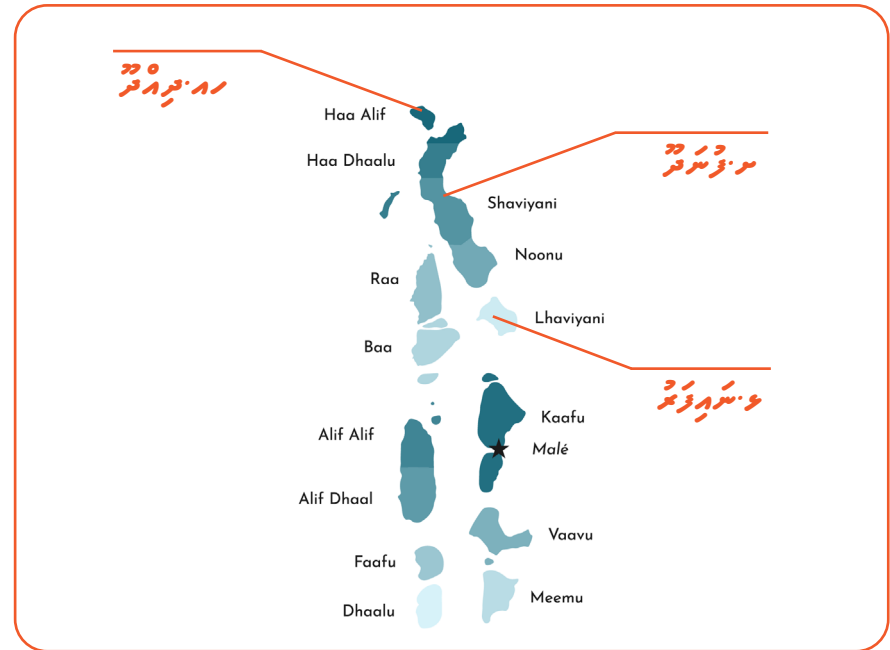 ހއ.ދިއްދޫ
Haa Alif
Haa Dhaalu
ށ.ފުނަދޫ
Shaviyani
Noonu
Raa
Lhaviyani
Baa
ޅ.ނައިފަރު
Kaafu
Alif Alif
Malé
Alif Dhaal
Vaavu
Faafu
Meemu
Dhaalu